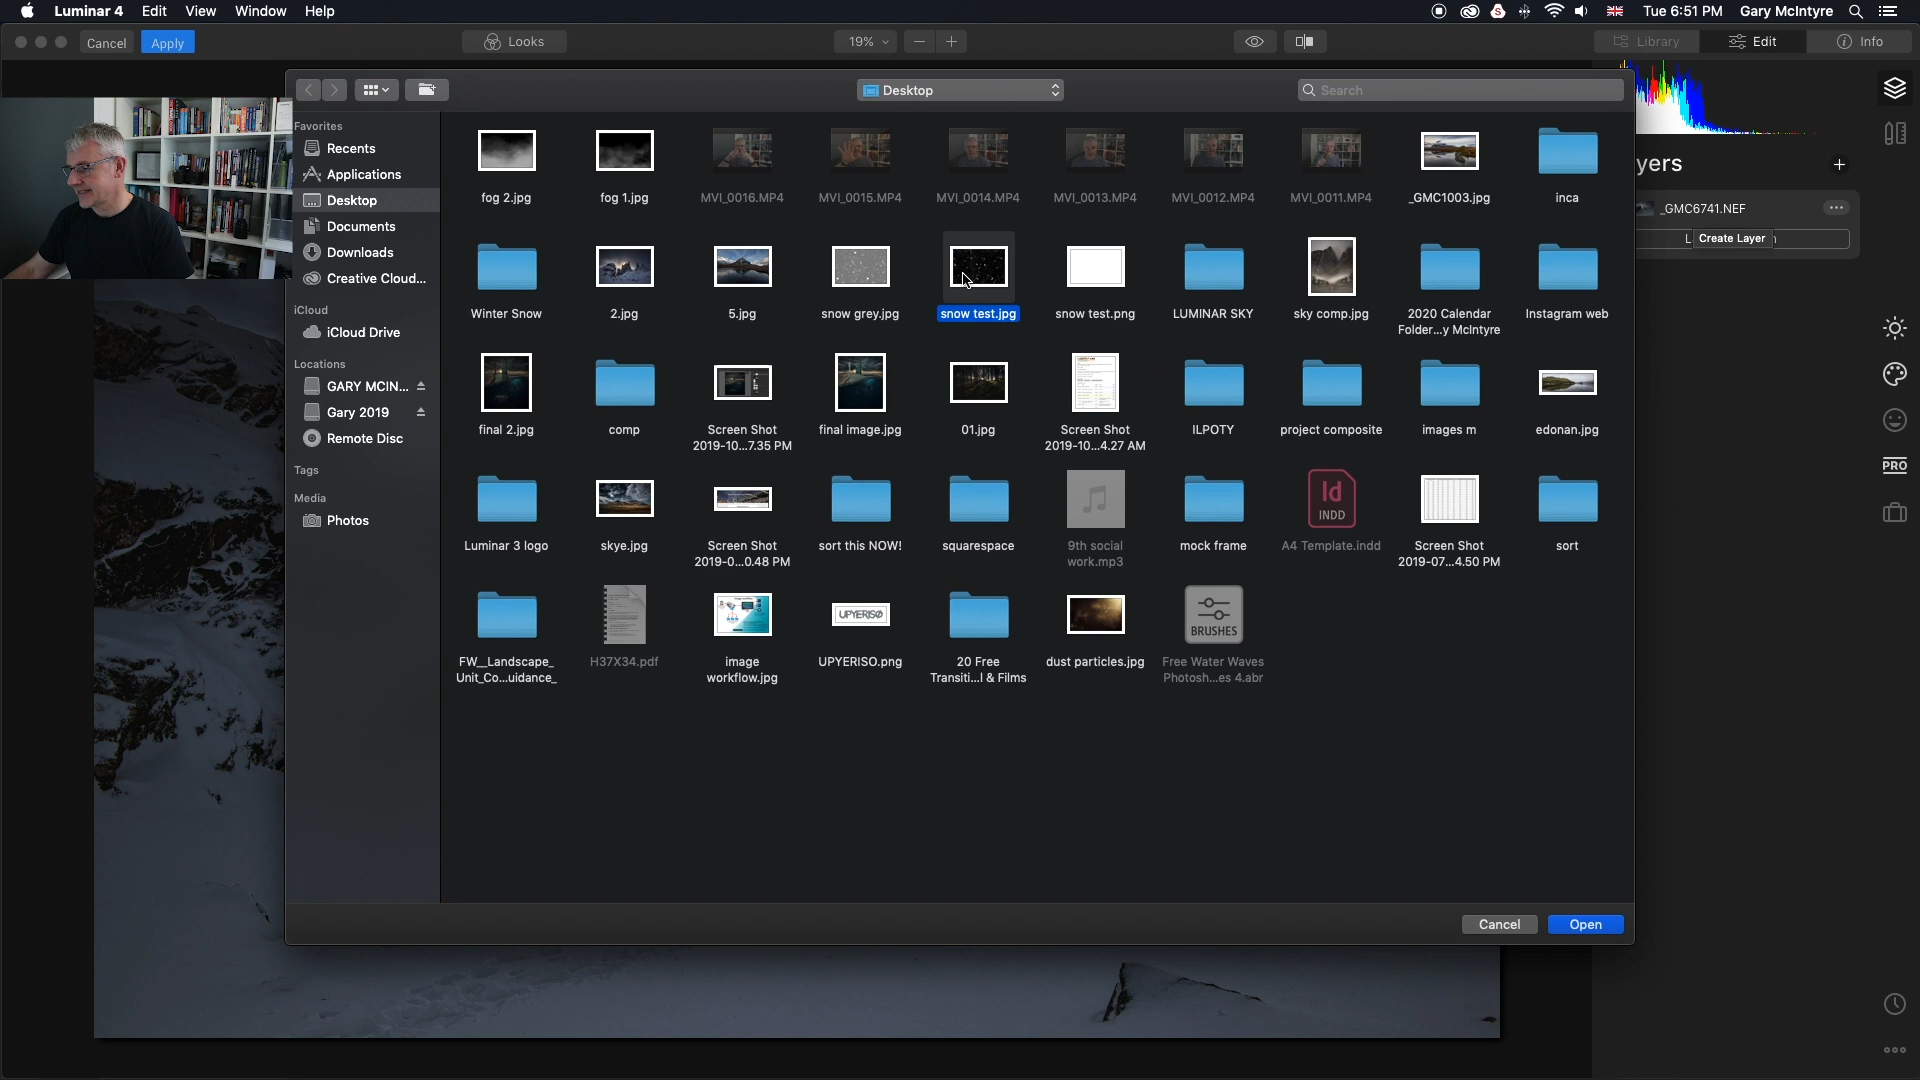 Luminar 4 Edit View Window Help
Tue 6:51 PM Gary McIntyre
Cancel Apply Looks 19% Library Edit Info
Desktop
Search
Favorites
Recents
Applications
Desktop
Documents
Downloads
Creative Cloud...
iCloud
iCloud Drive
Locations
GARY MCIN...
Gary 2019
Remote Disc
Tags
Media
Photos
fog 2.jpg fog 1.jpg MVI_0016.MP4 MVI_0015.MP4 MVI_0014.MP4 MVI_0013.MP4 MVI_0012.MP4 MVI_0011.MP4 _GMC1003.jpg inca
Winter Snow 2.jpg 5.jpg snow grey.jpg snow test.jpg snow test.png LUMINAR SKY sky comp.jpg 2020 Calendar Instagram web
Folder...y McIntyre
final 2.jpg comp Screen Shot final image.jpg 01.jpg Screen Shot ILPOTY project composite images m edonan.jpg
2019-10...7.35 PM 2019-10...4.27 AM
Id
INDD
Luminar 3 logo skye.jpg Screen Shot sort this NOW! squarespace 9th social mock frame A4 Template.indd Screen Shot sort
2019-0...0.48 PM work.mp3 2019-07...4.50 PM
UPYERISØ
BRUSHES
FW__Landscape_ H37X34.pdf image UPYERISO.png 20 Free dust particles.jpg Free Water Waves
Unit_Co...uidance_ workflow.jpg Transiti...l & Films Photosh...es 4.abr
Cancel Open
yers
_GMC6741.NEF
Create Layer
PRO